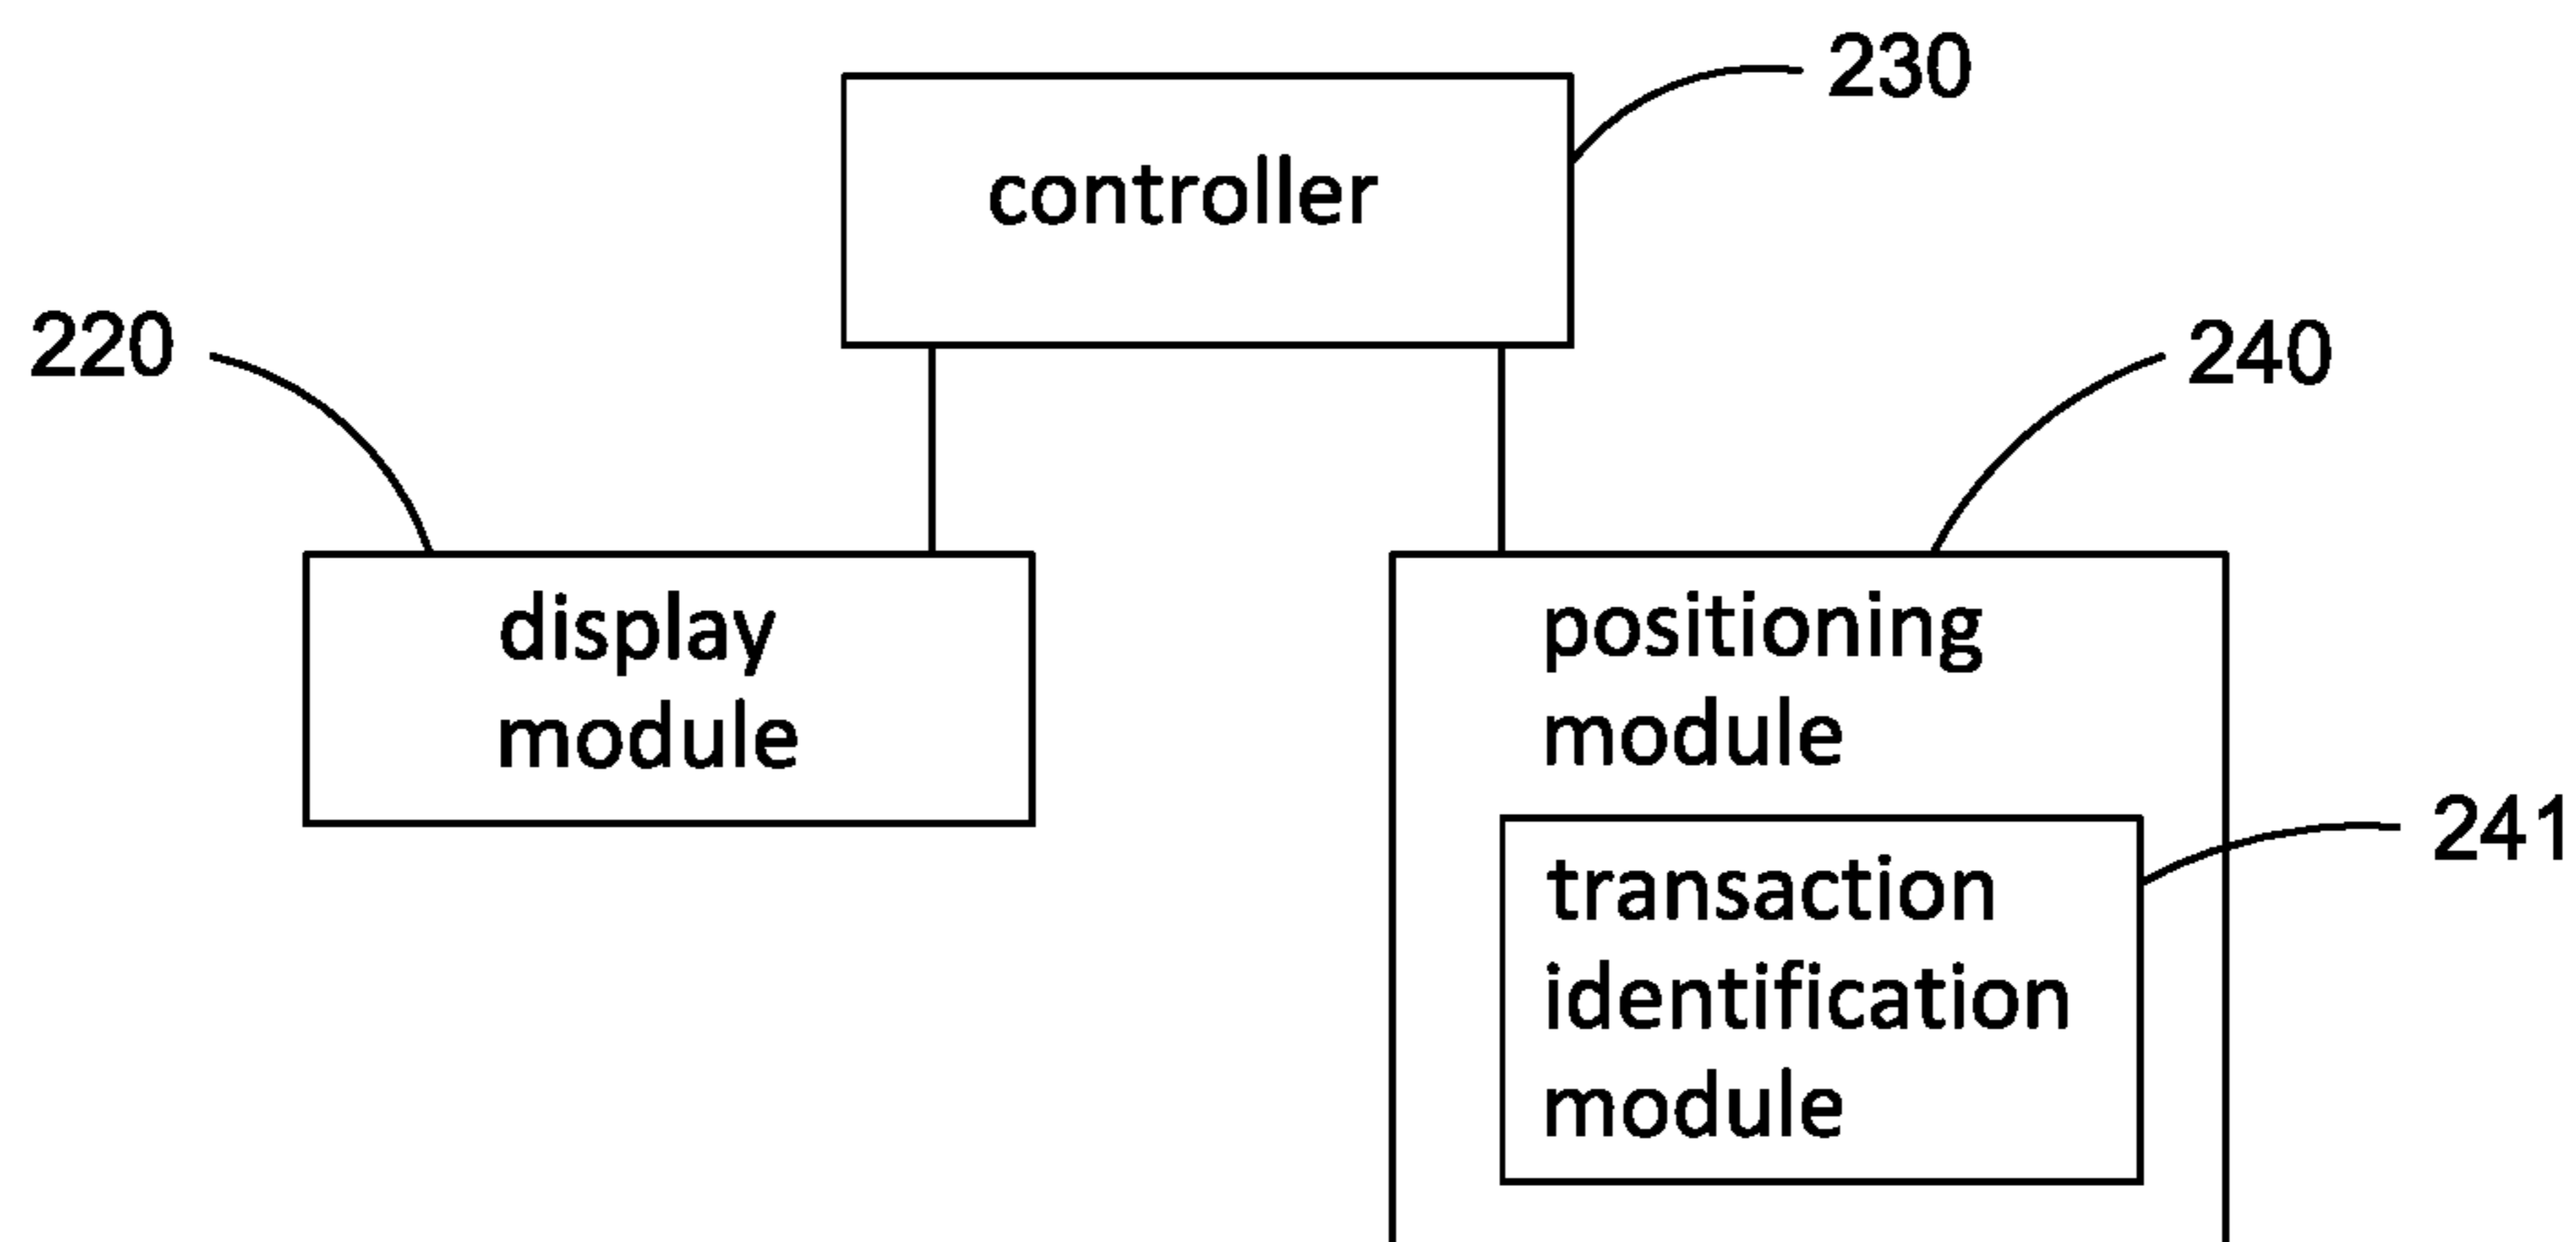 230
controller
220
240
display
module
positioning
module
241
transaction
identification
module